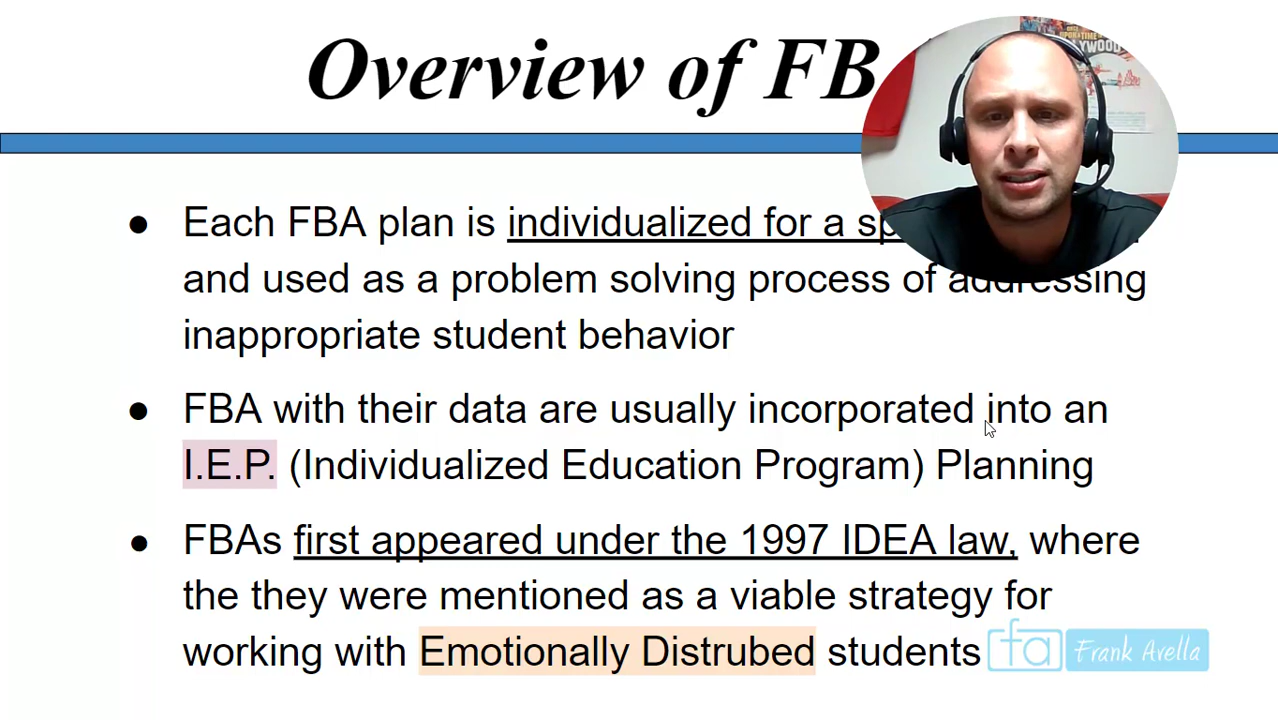 Overview of FB
Each FBA plan is individualized for a
and used as a problem solving process of addressing
inappropriate student behavior
FBA with their data are usually incorporated into an
I.E.P. (Individualized Education Program) Planning
FBAs first appeared under the 1997 IDEA law, where
the they were mentioned as a viable strategy for
working with Emotionally Distrubed students
fa Frank Avella
HOLLYWOOD